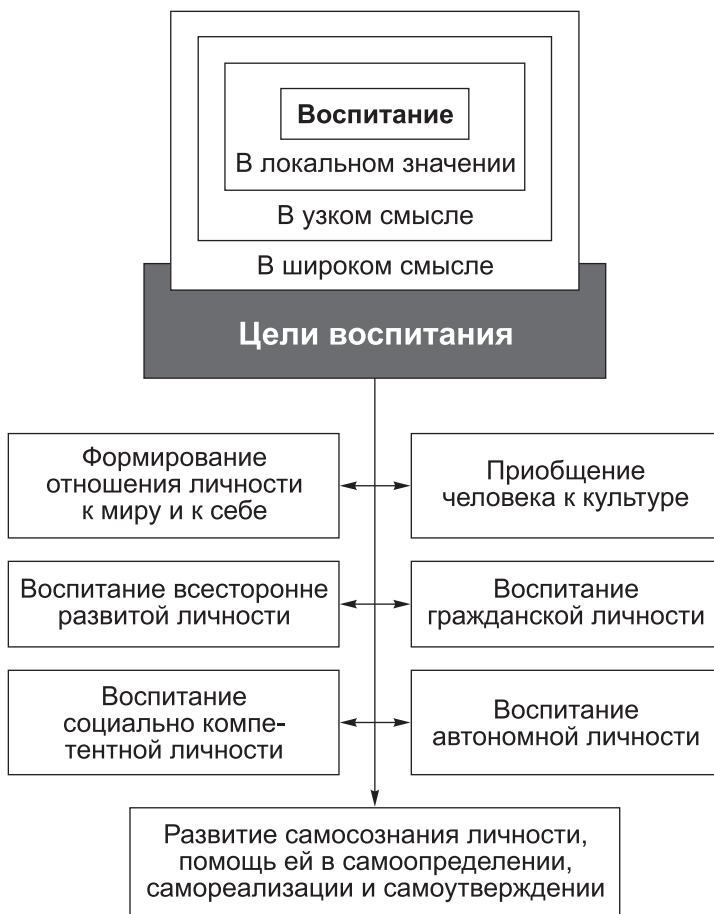 Воспитание
В локальном значении
В узком смысле
В широком смысле
Цели воспитания
Формирование
отношения личности
к миру и к себе
Приобщение
человека к культуре
Воспитание всесторонне
развитой личности
Воспитание
гражданской личности
Воспитание
социально компе-
тентной личности
Воспитание
автономной личности
Развитие самосознания личности,
помощь ей в самоопределении,
самореализации и самоутверждении